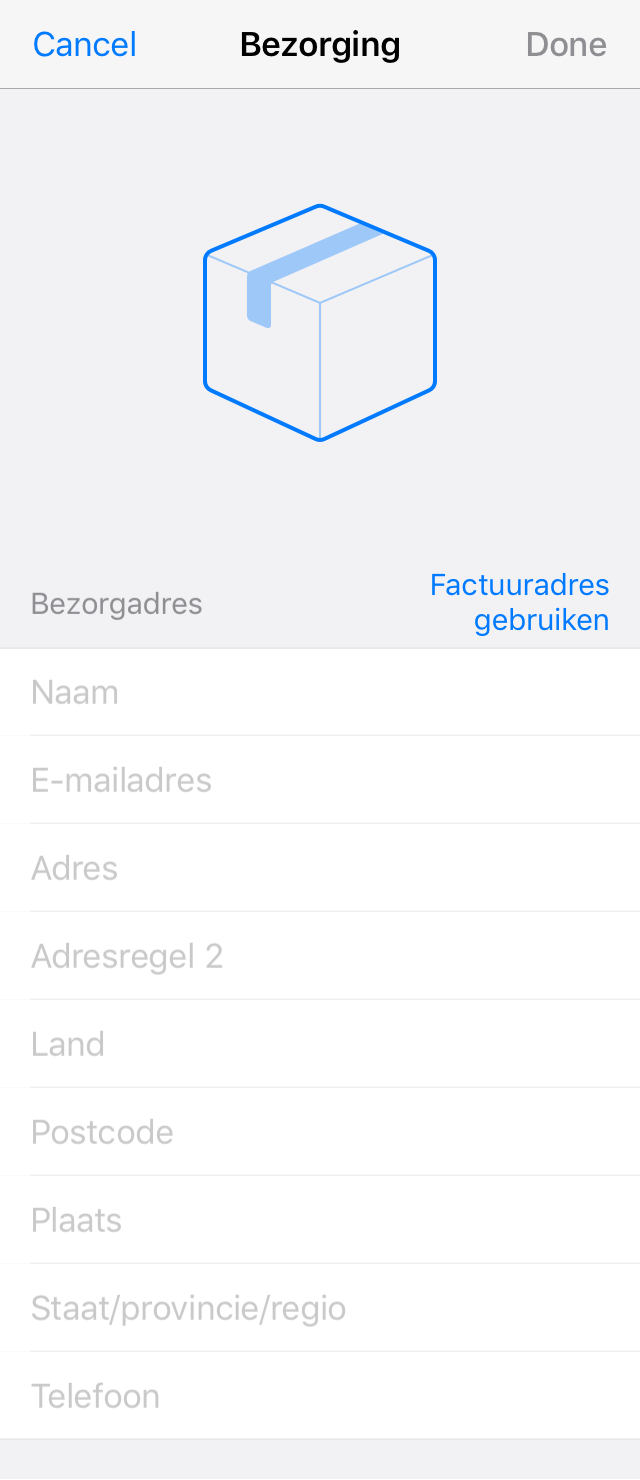 Cancel Bezorging Done
Bezorgadres
Factuuradres
gebruiken
Naam
E-mailadres
Adres
Adresregel 2
Land
Postcode
Plaats
Staat/provincie/regio
Telefoon